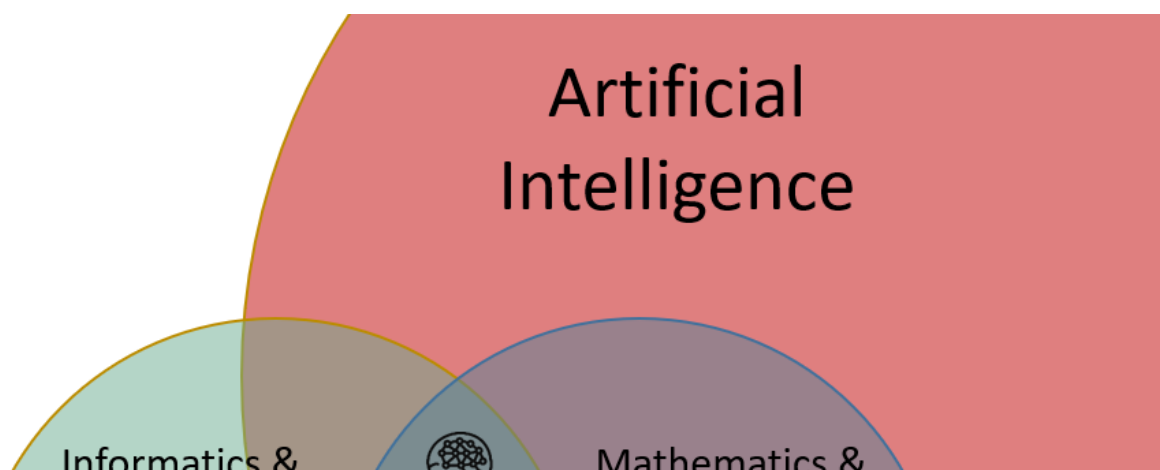 Artificial
Intelligence
Informatics &
Mathematics &